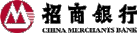 招商银行
CHINA MERCHANTS BANK